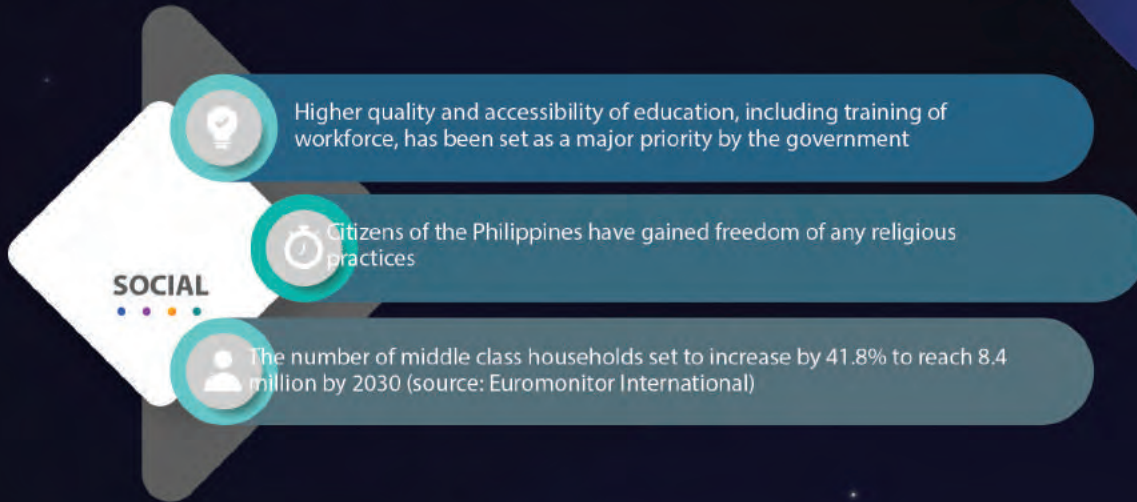 Higher quality and accessibility of education, including training of
workforce, has been set as a major priority by the government
Citizens of the Philippines have gained freedom of any religious
practices
SOCIAL
The number of middle class households set to increase by 41.8% to reach 8.4
million by 2030 (source: Euromonitor International)